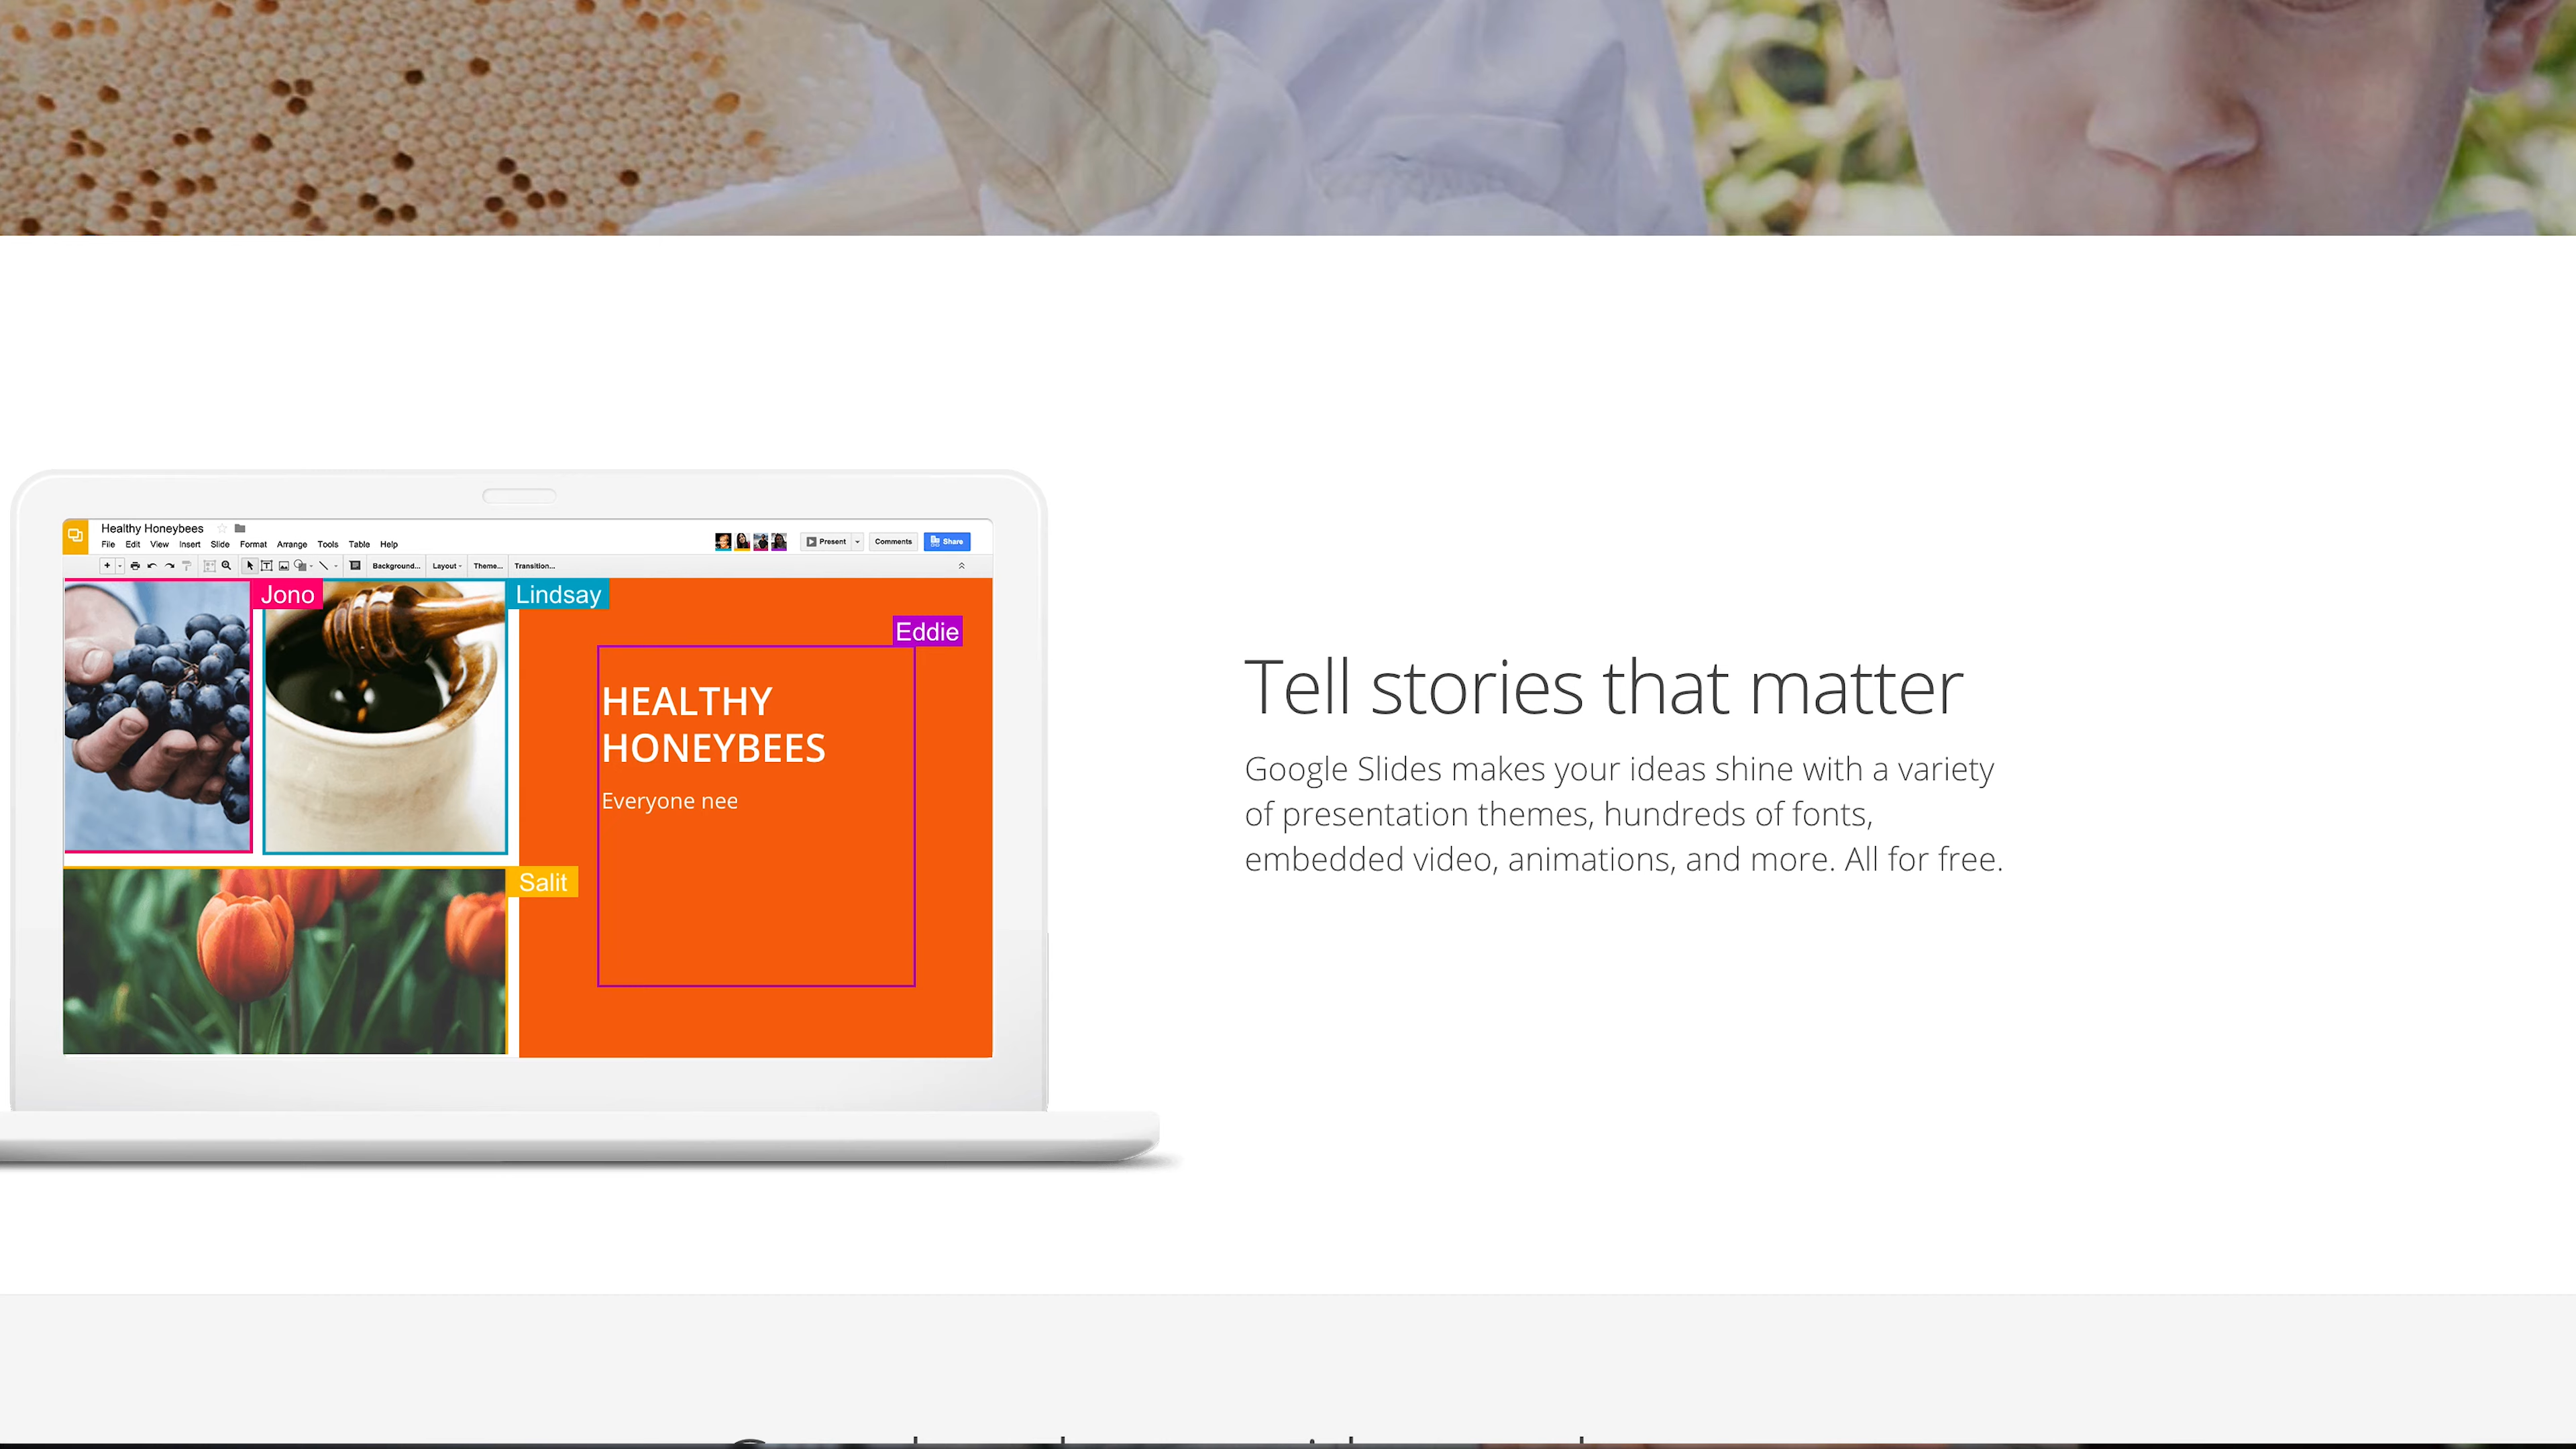 Healthy Honeybees
File Edit View Insert Slide Format Arrange Tools Table Help
Present Comments Share
Background... Layout Theme... Transition...
Jono
Lindsay
Eddie
HEALTHY
HONEYBEES
Everyone nee
Salit
Tell stories that matter
Google Slides makes your ideas shine with a variety
of presentation themes, hundreds of fonts,
embedded video, animations, and more. All for free.